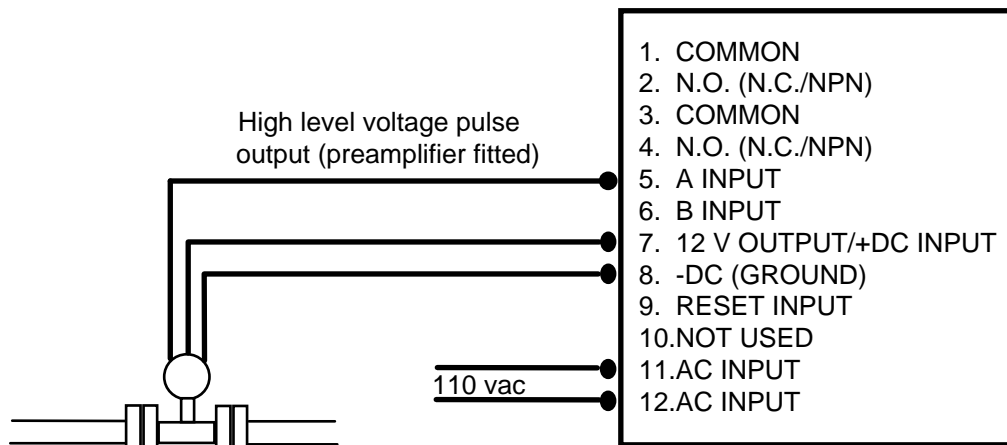 High level voltage pulse
output (preamplifier fitted)
110 vac
1. COMMON
2. N.O. (N.C./NPN)
3. COMMON
4. N.O. (N.C./NPN)
5. A INPUT
6. B INPUT
7. 12 V OUTPUT/+DC INPUT
8. -DC (GROUND)
9. RESET INPUT
10.NOT USED
11.AC INPUT
12.AC INPUT